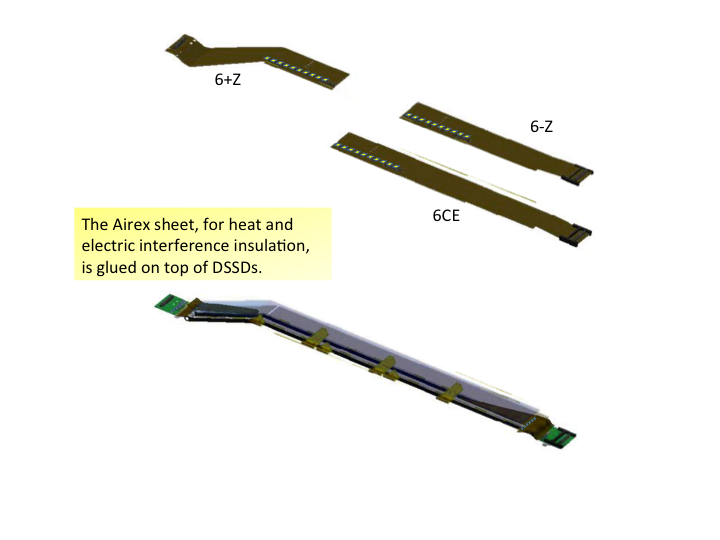 6+Z
6-Z
6CE
The Airex sheet, for heat and
electric interference insulation,
is glued on top of DSSDs.